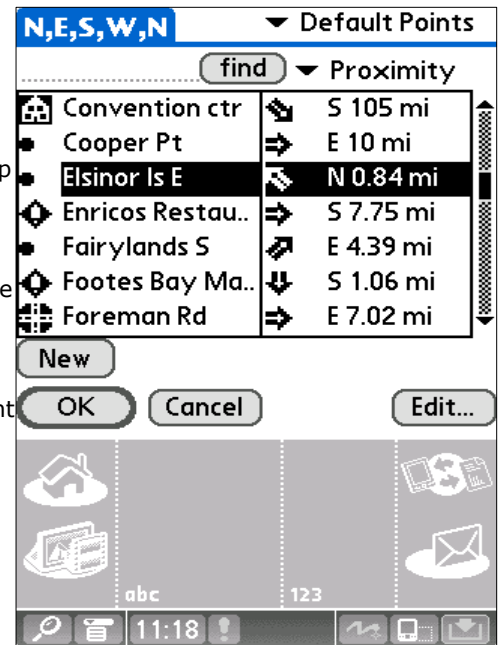 N,E,S,W,N Default Points
find Proximity
Convention ctr S 105 mi
Cooper Pt E 10 mi
p
Elsinor Is E N 0.84 mi
Enricos Restau.. S 7.75 mi
Fairylands S E 4.39 mi
e
Footes Bay Ma.. S 1.06 mi
Foreman Rd E 7.02 mi
New
nt
OK Cancel Edit...
abc 123
11:18